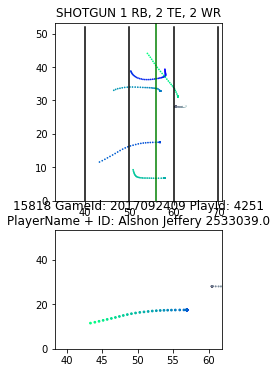 SHOTGUN 1 RB, 2 TE, 2 WR
50
40
30
20
10
0
40 50 60 70
15818 GameId: 2017092409 PlayId: 4251
PlayerName + ID: Alshon Jeffery 2533039.0
40
20
0
40 45 50 55 60